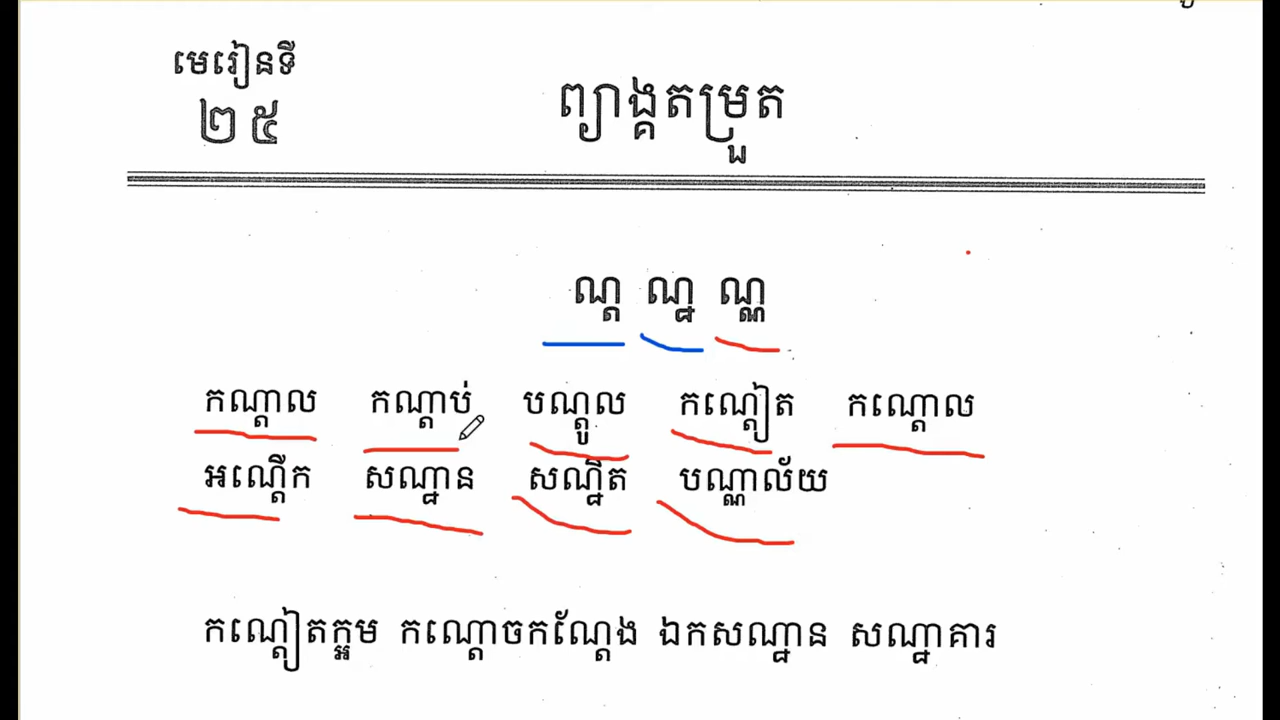 មេរៀនទី
២៥
ព្យាង្គតម្រួត
ណ្ដ ណ្ឋ ណ្ណ
កណ្ដាល កណ្ដាប់ បណ្ដូល កណ្ដៀត កណ្ដោល
អណ្ដើក សណ្ឋាន សណ្ឋិត បណ្ណាល័យ
កណ្ដៀតក្អម កណ្ដោចកណ្ដែង ឯកសណ្ឋាន សណ្ឋាគារ